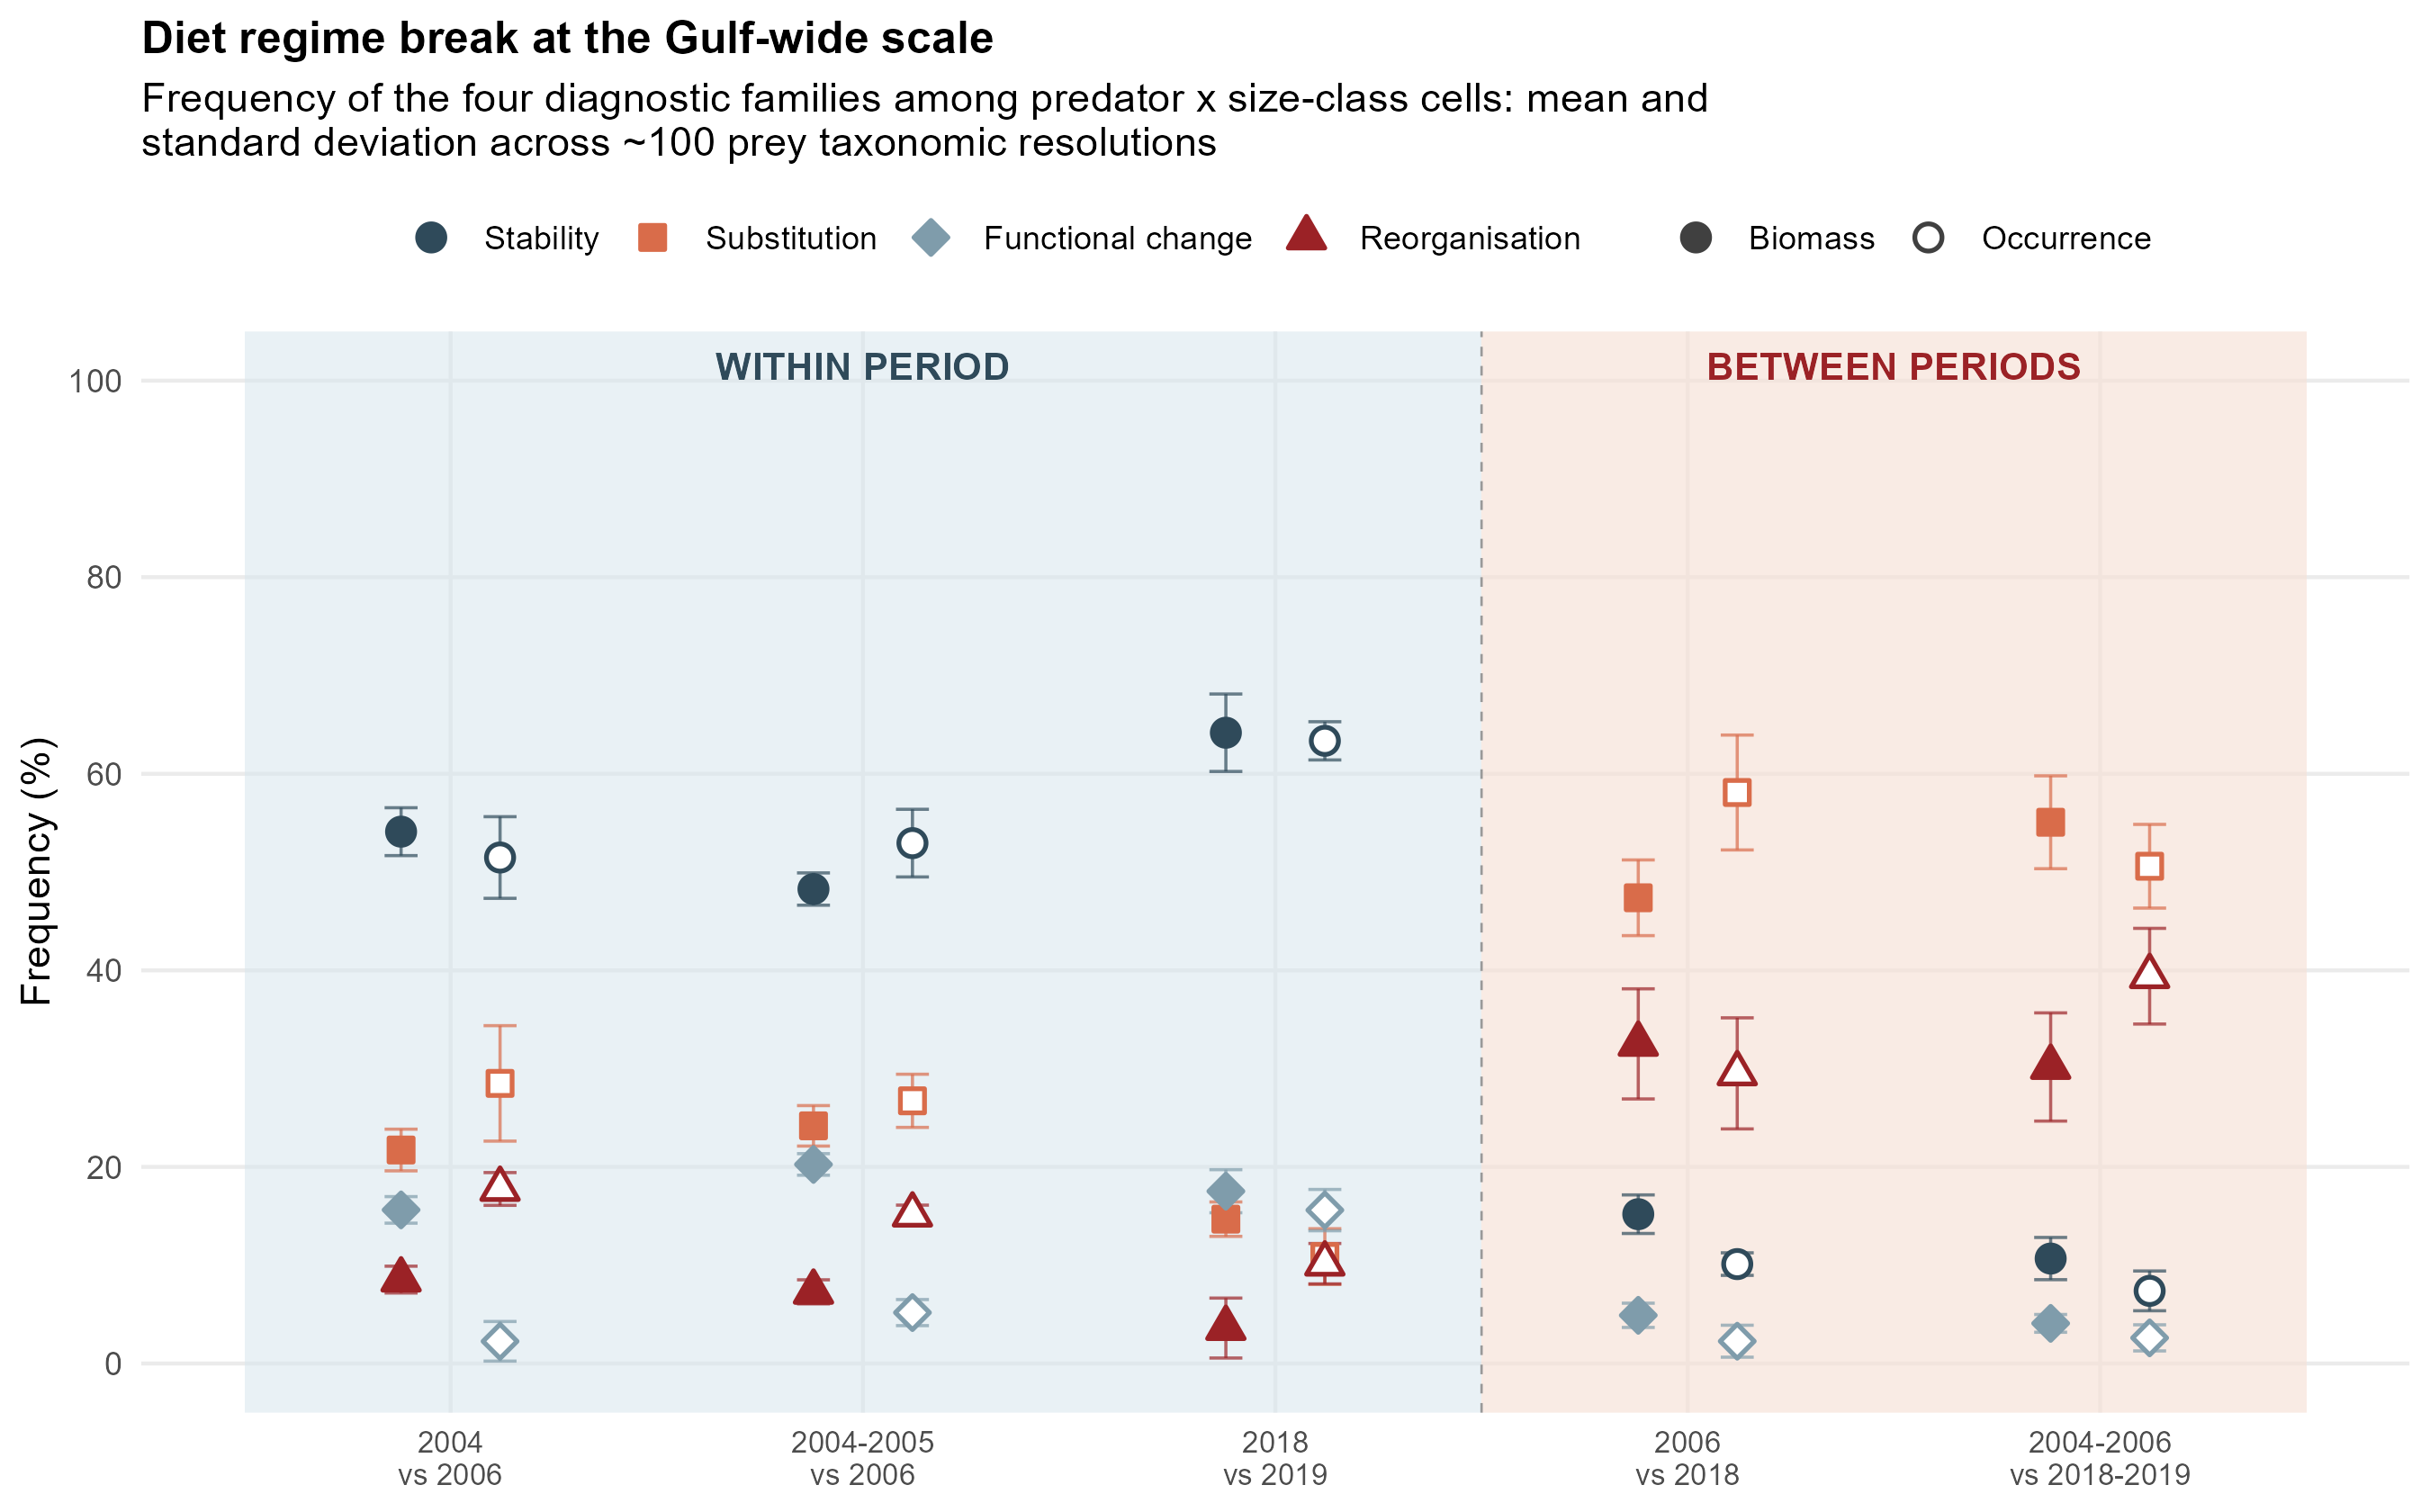 Diet regime break at the Gulf-wide scale
Frequency of the four diagnostic families among predator x size-class cells: mean and
standard deviation across ~100 prey taxonomic resolutions
Stability Substitution Functional change Reorganisation Biomass Occurrence
WITHIN PERIOD BETWEEN PERIODS
100
80
60
40
20
0
Frequency (%)
2004
vs 2006
2004-2005
vs 2006
2018
vs 2019
2006
vs 2018
2004-2006
vs 2018-2019